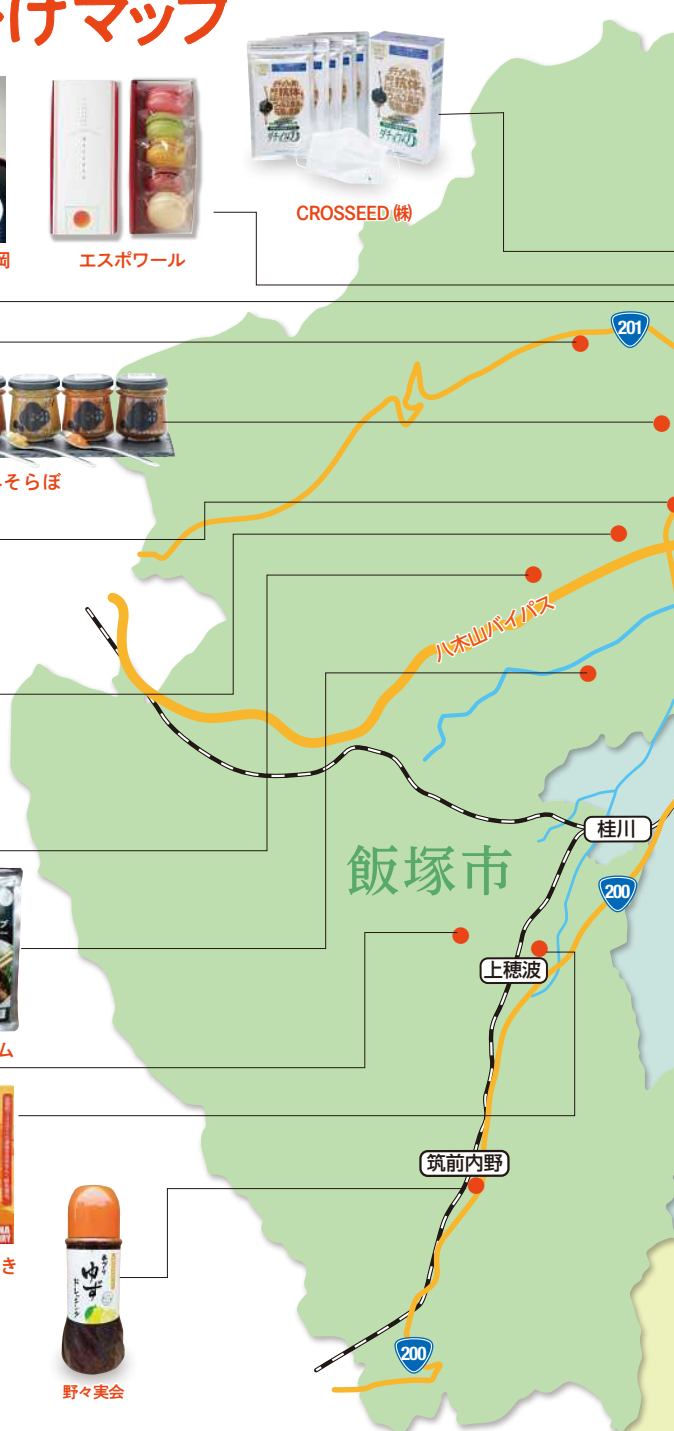 けマップ
CROSSEED ㈱
岡
エスポワール
201
そらぼ
八木山バイパス
桂川
飯塚市
200
上穂波
ム
筑前内野
き
ゆず
野々実会
200